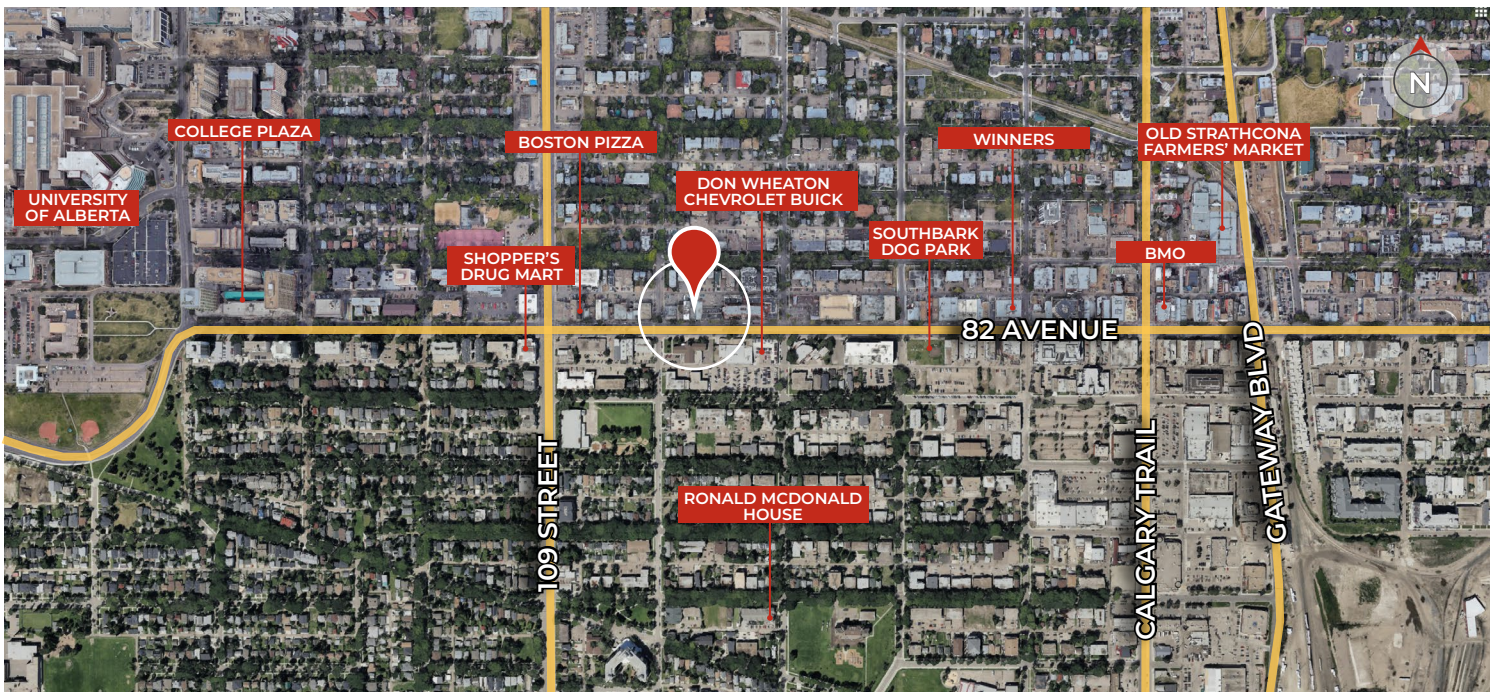 N
COLLEGE PLAZA
BOSTON PIZZA
WINNERS
OLD STRATHCONA
FARMERS' MARKET
UNIVERSITY
OF ALBERTA
DON WHEATON
CHEVROLET BUICK
SOUTHBARK
DOG PARK
SHOPPER'S
DRUG MART
BMO
82 AVENUE
109 STREET
CALGARY TRAIL
GATEWAY BLVD
RONALD MCDONALD
HOUSE